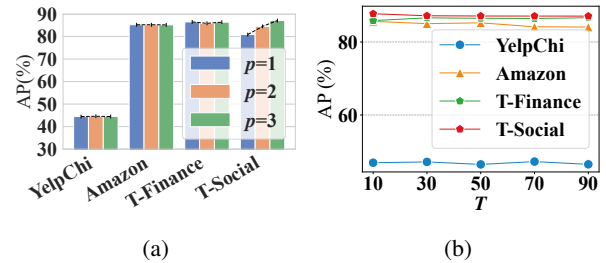 AP(%)
90
80
70
60
50
40
30
p=1
p=2
p=3
YelpChi
Amazon
T-Finance
T-Social
(a)
AP (%)
80
60
YelpChi
Amazon
T-Finance
T-Social
10 30 50 70 90
T
(b)